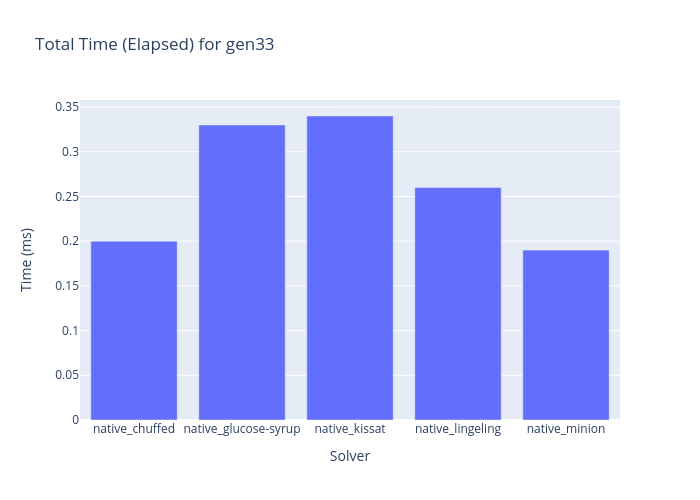 Total Time (Elapsed) for gen33
Time (ms)
0.35
0.3
0.25
0.2
0.15
0.1
0.05
0
native_chuffed native_glucose-syrup native_kissat native_lingeling native_minion
Solver